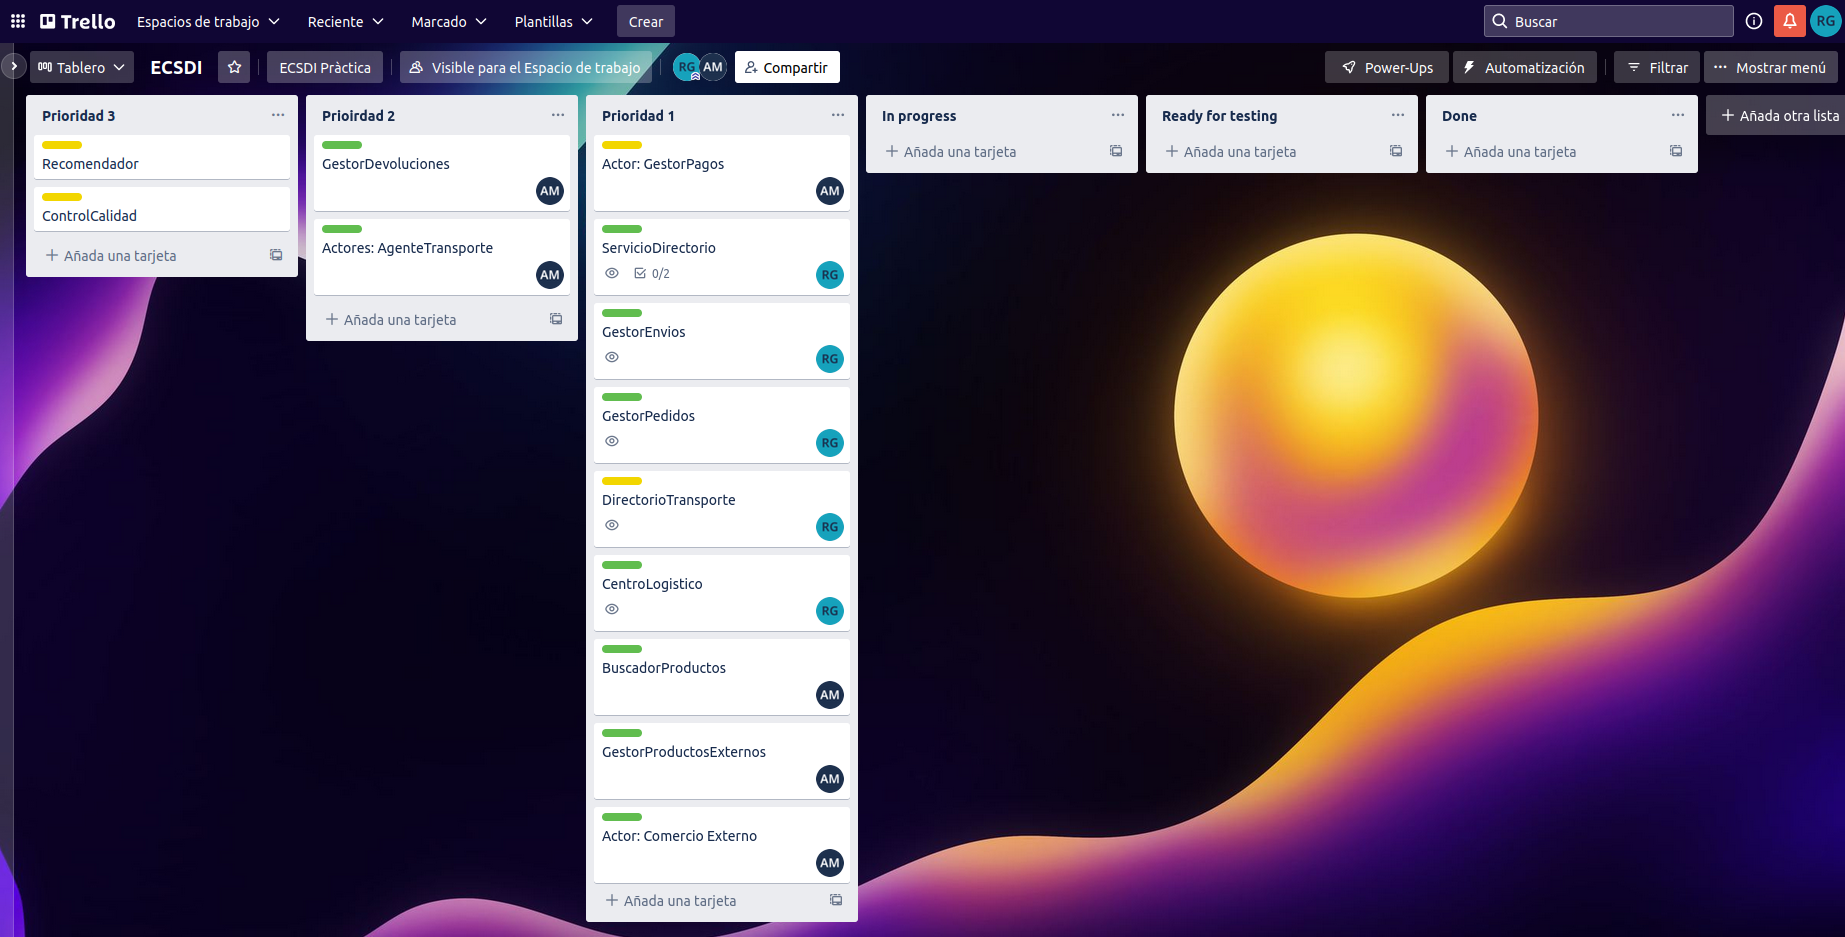 Trello Espacios de trabajo Reciente Marcado Plantillas Crear Buscar RG
Tablero ECSDI ECSDI Pràctica Visible para el Espacio de trabajo RG AM Compartir Power-Ups Automatización Filtrar Mostrar menú
Prioridad 3
Recomendador
ControlCalidad
Añada una tarjeta
Prioirdad 2
GestorDevoluciones
AM
Actores: AgenteTransporte
AM
Añada una tarjeta
Prioridad 1
Actor: GestorPagos
AM
ServicioDirectorio
0/2 RG
GestorEnvios
RG
GestorPedidos
RG
DirectorioTransporte
RG
CentroLogistico
RG
BuscadorProductos
AM
GestorProductosExternos
AM
Actor: Comercio Externo
AM
Añada una tarjeta
In progress
Añada una tarjeta
Ready for testing
Añada una tarjeta
Done
Añada una tarjeta
Añada otra lista